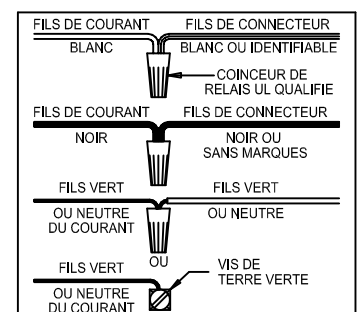 FILS DE COURANT FILS DE CONNECTEUR
BLANC BLANC OU IDENTIFIABLE
COINCEUR DE
RELAIS UL QUALIFIE
FILS DE COURANT FILS DE CONNECTEUR
NOIR NOIR OU
SANS MARQUES
FILS VERT FILS VERT
OU NEUTRE OU NEUTRE
DU COURANT
OU
FILS VERT VIS DE
TERRE VERTE
OU NEUTRE
DU COURANT